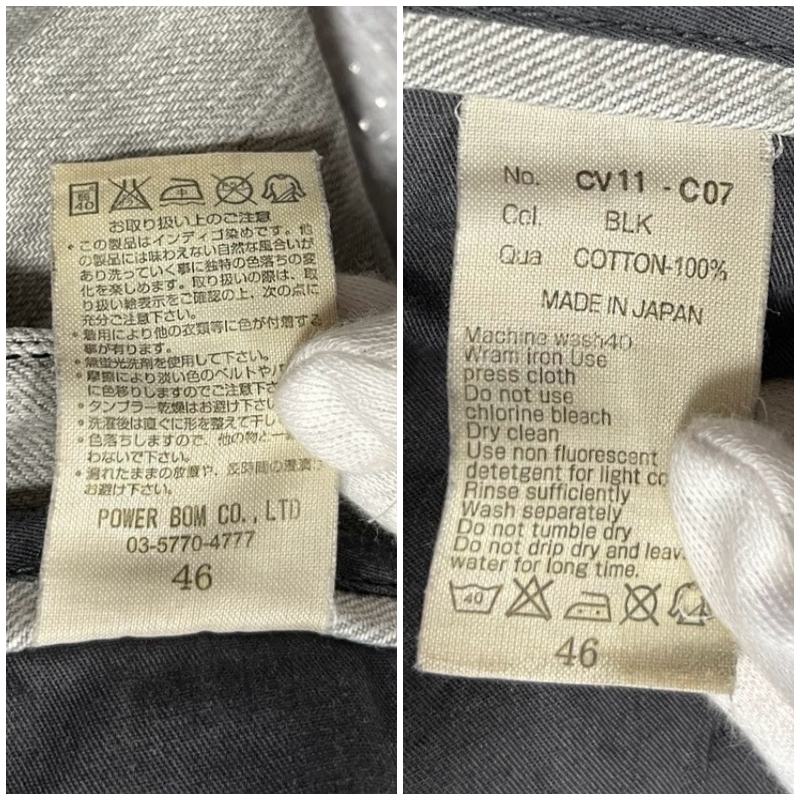 40
お取り扱い上のご注意
• この製品はインディゴ染めです。他
の製品には味わえない自然な風合いが
あり洗っていく事に独特の色落ちの変
化を楽しめます。取り扱いの際は、取
り扱い絵表示をご確認の上、次の点に
充分ご注意下さい。
• 着用により他の衣類等に色が付着する
事が有ります。
• 無蛍光洗剤を使用して下さい。
• 摩擦により淡い色のベルトや
に色移りしますのでご注意下さ
• タンブラー乾燥はお避け下さい
• 洗濯後は直ぐに形を整えて干し
• 色落ちしますので、他の物と一
わないで下さい。
• 濡れたままの放置や、長時間の
お避け下さい。
POWER BOM CO.,LTD
03-5770-4777
46
No. CV11 - C07
Col. BLK
Qua COTTON-100%
MADE IN JAPAN
Machine wash40
Wram iron Use
press cloth
Do not use
chlorine bleach
Dry clean
Use non fluorescent
detetgent for light co
Rinse sufficiently
Wash separately
Do not tumble dry
Do not drip dry and leav
water for long time.
40
46